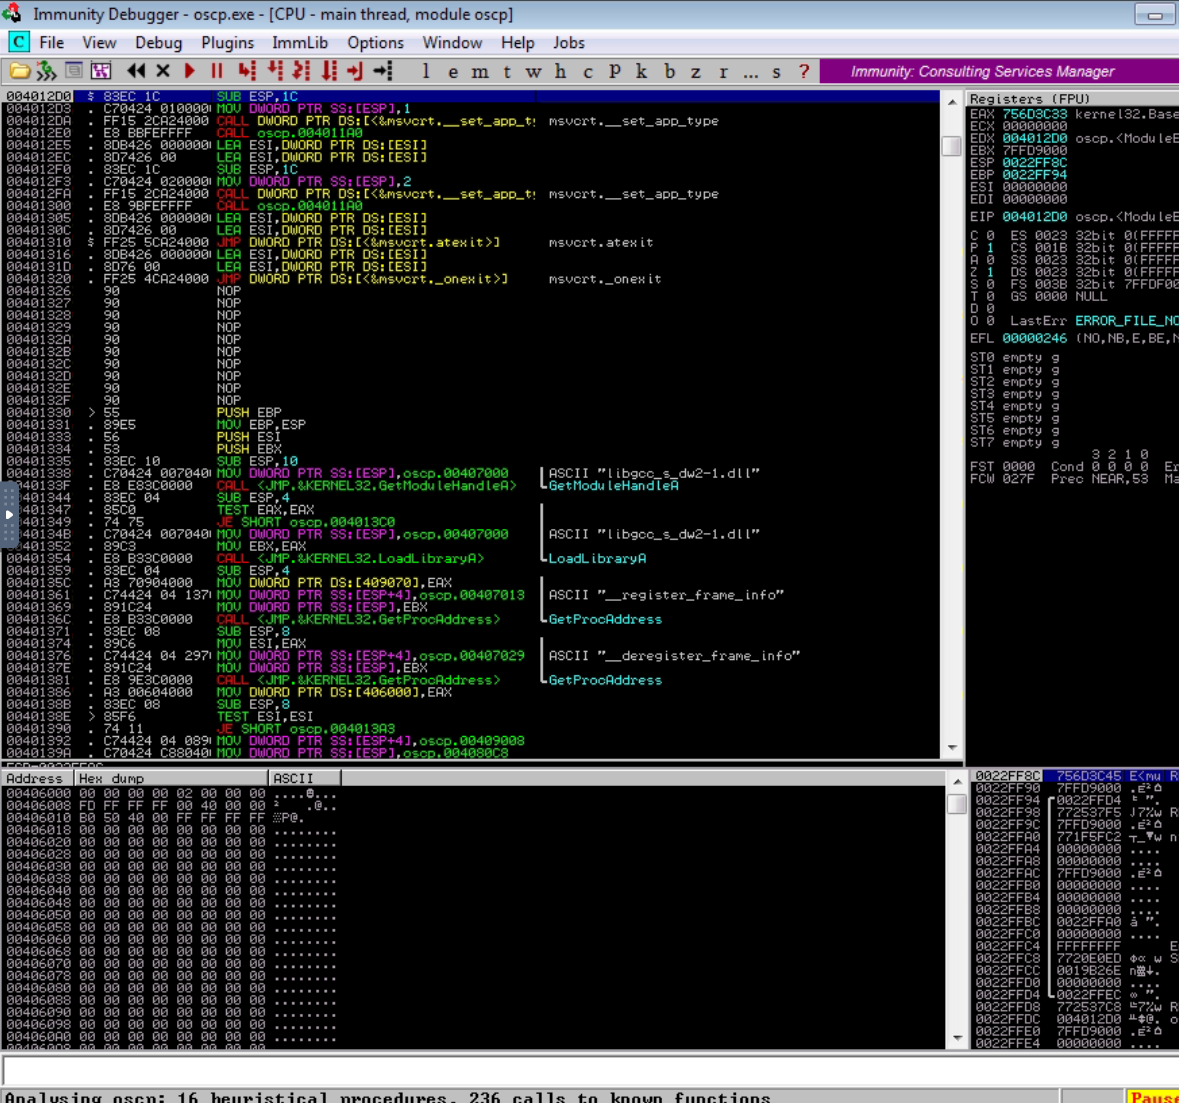 Immunity Debugger - oscp.exe - [CPU - main thread, module oscp]
C File View Debug Plugins ImmLib Options Window Help Jobs
l e m t w h c P k b z r ... s ? Immunity: Consulting Services Manager
004012D0 $ 83EC 1C SUB ESP,1C
004012D3 . C70424 010000 MOV DWORD PTR SS:[ESP],1
004012DA . FF15 2CA24000 CALL DWORD PTR DS:[<&msvcrt.__set_app_t! msvcrt.__set_app_type
004012E0 . E8 BBFEFFFF CALL oscp.004011A0
004012E5 . 8DB426 000000 LEA ESI,DWORD PTR DS:[ESI]
004012EC . 8D7426 00 LEA ESI,DWORD PTR DS:[ESI]
004012F0 . 83EC 1C SUB ESP,1C
004012F3 . C70424 020000 MOV DWORD PTR SS:[ESP],2
004012FA . FF15 2CA24000 CALL DWORD PTR DS:[<&msvcrt.__set_app_t! msvcrt.__set_app_type
00401300 . E8 9BFEFFFF CALL oscp.004011A0
00401305 . 8DB426 000000 LEA ESI,DWORD PTR DS:[ESI]
0040130C . 8D7426 00 LEA ESI,DWORD PTR DS:[ESI]
00401310 $ FF25 5CA24000 JMP DWORD PTR DS:[<&msvcrt.atexit>] msvcrt.atexit
00401316 . 8DB426 000000 LEA ESI,DWORD PTR DS:[ESI]
0040131D . 8D76 00 LEA ESI,DWORD PTR DS:[ESI]
00401320 . FF25 4CA24000 JMP DWORD PTR DS:[<&msvcrt._onexit>] msvcrt._onexit
00401326 90 NOP
00401327 90 NOP
00401328 90 NOP
00401329 90 NOP
0040132A 90 NOP
0040132B 90 NOP
0040132C 90 NOP
0040132D 90 NOP
0040132E 90 NOP
0040132F 90 NOP
00401330 > 55 PUSH EBP
00401331 . 89E5 MOV EBP,ESP
00401333 . 56 PUSH ESI
00401334 . 53 PUSH EBX
00401335 . 83EC 10 SUB ESP,10
00401338 . C70424 007040 MOV DWORD PTR SS:[ESP],oscp.00407000 ASCII "libgcc_s_dw2-1.dll"
0040133F . E8 E83C0000 CALL <JMP.&KERNEL32.GetModuleHandleA> GetModuleHandleA
00401344 . 83EC 04 SUB ESP,4
00401347 . 85C0 TEST EAX,EAX
00401349 . 74 75 JE SHORT oscp.004013C0
0040134B . C70424 007040 MOV DWORD PTR SS:[ESP],oscp.00407000 ASCII "libgcc_s_dw2-1.dll"
00401352 . 89C3 MOV EBX,EAX
00401354 . E8 B33C0000 CALL <JMP.&KERNEL32.LoadLibraryA> LoadLibraryA
00401359 . 83EC 04 SUB ESP,4
0040135C . A3 70904000 MOV DWORD PTR DS:[409070],EAX
00401361 . C74424 04 137 MOV DWORD PTR SS:[ESP+4],oscp.00407013 ASCII "__register_frame_info"
00401369 . 891C24 MOV DWORD PTR SS:[ESP],EBX
0040136C . E8 B33C0000 CALL <JMP.&KERNEL32.GetProcAddress> GetProcAddress
00401371 . 83EC 08 SUB ESP,8
00401374 . 89C6 MOV ESI,EAX
00401376 . C74424 04 297 MOV DWORD PTR SS:[ESP+4],oscp.00407029 ASCII "__deregister_frame_info"
0040137E . 891C24 MOV DWORD PTR SS:[ESP],EBX
00401381 . E8 9E3C0000 CALL <JMP.&KERNEL32.GetProcAddress> GetProcAddress
00401386 . A3 00604000 MOV DWORD PTR DS:[406000],EAX
0040138B . 83EC 08 SUB ESP,8
0040138E > 85F6 TEST ESI,ESI
00401390 . 74 11 JE SHORT oscp.004013A3
00401392 . C74424 04 089 MOV DWORD PTR SS:[ESP+4],oscp.00409008
0040139A . C70424 C88040 MOV DWORD PTR SS:[ESP],oscp.004080C8
Registers (FPU)
EAX 756D3C33 kernel32.Base
ECX 00000000
EDX 004012D0 oscp.<ModuleE
EBX 7FFD9000
ESP 0022FF8C
EBP 0022FF94
ESI 00000000
EDI 00000000
EIP 004012D0 oscp.<ModuleE
C 0 ES 0023 32bit 0(FFFFF
P 1 CS 001B 32bit 0(FFFFF
A 0 SS 0023 32bit 0(FFFFF
Z 1 DS 0023 32bit 0(FFFFF
S 0 FS 003B 32bit 7FFDF00
T 0 GS 0000 NULL
D 0
O 0 LastErr ERROR_FILE_NO
EFL 00000246 (NO,NB,E,BE,N
ST0 empty g
ST1 empty g
ST2 empty g
ST3 empty g
ST4 empty g
ST5 empty g
ST6 empty g
ST7 empty g
3 2 1 0
FST 0000 Cond 0 0 0 0 Er
FCW 027F Prec NEAR,53 Ma
Address Hex dump ASCII
00406000 00 00 00 00 02 00 00 00
00406008 FD FF FF FF 00 40 00 00
00406010 B0 50 40 00 FF FF FF FF
00406018 00 00 00 00 00 00 00 00 ........
00406020 00 00 00 00 00 00 00 00 ........
00406028 00 00 00 00 00 00 00 00 ........
00406030 00 00 00 00 00 00 00 00 ........
00406038 00 00 00 00 00 00 00 00 ........
00406040 00 00 00 00 00 00 00 00 ........
00406048 00 00 00 00 00 00 00 00 ........
00406050 00 00 00 00 00 00 00 00 ........
00406058 00 00 00 00 00 00 00 00 ........
00406060 00 00 00 00 00 00 00 00 ........
00406068 00 00 00 00 00 00 00 00 ........
00406070 00 00 00 00 00 00 00 00 ........
00406078 00 00 00 00 00 00 00 00 ........
00406080 00 00 00 00 00 00 00 00 ........
00406088 00 00 00 00 00 00 00 00 ........
00406090 00 00 00 00 00 00 00 00 ........
00406098 00 00 00 00 00 00 00 00 ........
004060A0 00 00 00 00 00 00 00 00 ........
0022FF8C 756D3C45 E<mu R
0022FF90 7FFD9000
0022FF94 0022FFD4
0022FF98 772537F5
0022FF9C 7FFD9000
0022FFA0 771F5FC2
0022FFA4 00000000 ....
0022FFA8 00000000 ....
0022FFAC 7FFD9000
0022FFB0 00000000 ....
0022FFB4 00000000 ....
0022FFB8 00000000 ....
0022FFBC 0022FFA0
0022FFC0 00000000 ....
0022FFC4 FFFFFFFF E
0022FFC8 7720E0ED
0022FFCC 0019B26E
0022FFD0 00000000 ....
0022FFD4 0022FFEC
0022FFD8 772537C8
0022FFDC 004012D0
0022FFE0 7FFD9000
0022FFE4 00000000 ....
Analysing oscp: 16 heuristical procedures, 236 calls to known functions
Pause